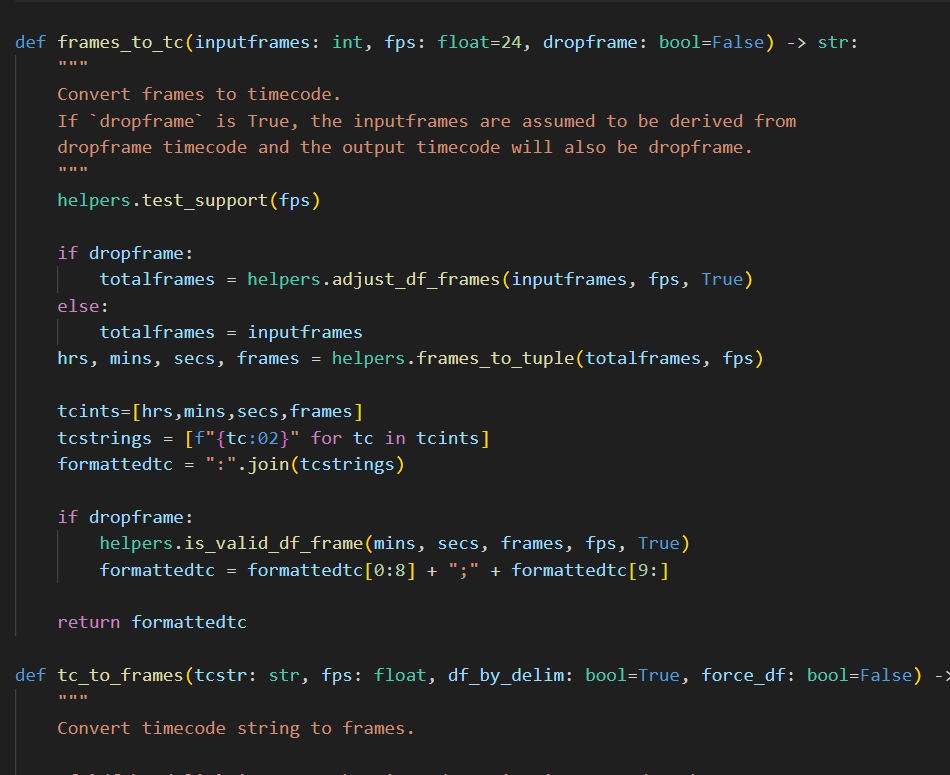 def frames_to_tc(inputframes: int, fps: float=24, dropframe: bool=False) -> str:
    """
    Convert frames to timecode.
    If `dropframe` is True, the inputframes are assumed to be derived from
    dropframe timecode and the output timecode will also be dropframe.
    """
    helpers.test_support(fps)

    if dropframe:
        totalframes = helpers.adjust_df_frames(inputframes, fps, True)
    else:
        totalframes = inputframes
    hrs, mins, secs, frames = helpers.frames_to_tuple(totalframes, fps)

    tcints=[hrs,mins,secs,frames]
    tcstrings = [f"{tc:02}" for tc in tcints]
    formattedtc = ":".join(tcstrings)

    if dropframe:
        helpers.is_valid_df_frame(mins, secs, frames, fps, True)
        formattedtc = formattedtc[0:8] + ";" + formattedtc[9:]

    return formattedtc

def tc_to_frames(tcstr: str, fps: float, df_by_delim: bool=True, force_df: bool=False) ->
    """
    Convert timecode string to frames.